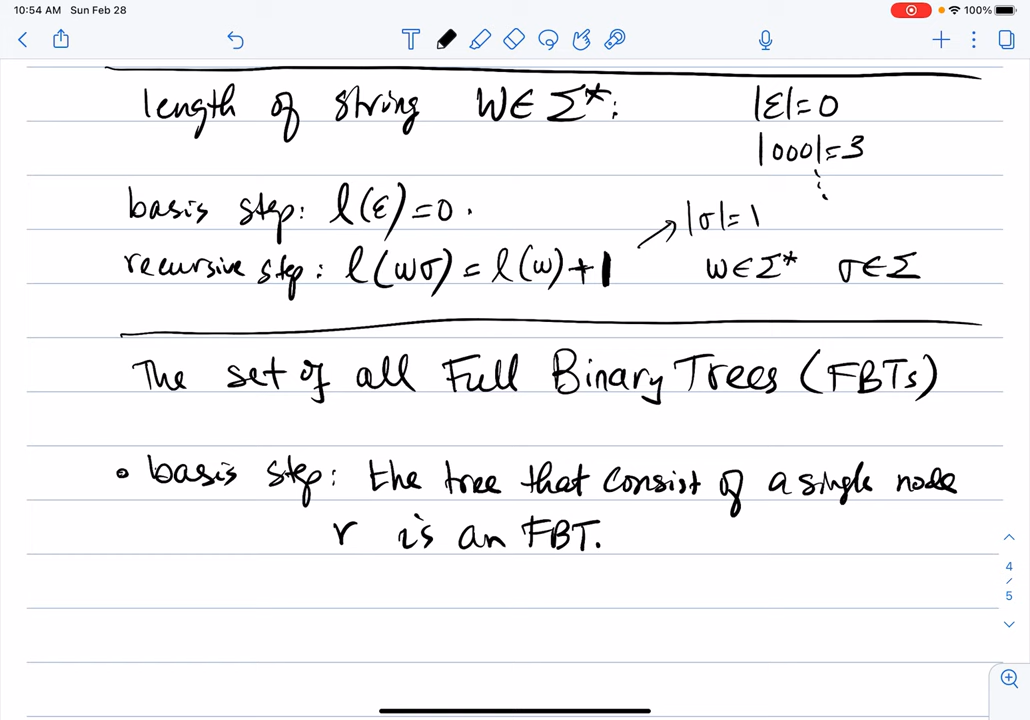 10:54 AM Sun Feb 28 100%
length of string W∈Σ*: |ε|=0
|000|=3
basis step: l(ε)=0.
|σ|=1
recursive step: l(wσ)=l(w)+1 w∈Σ* σ∈Σ
The set of all Full Binary Trees (FBTs)
• basis step: the tree that consist of a single node
r is an FBT.
4
/
5